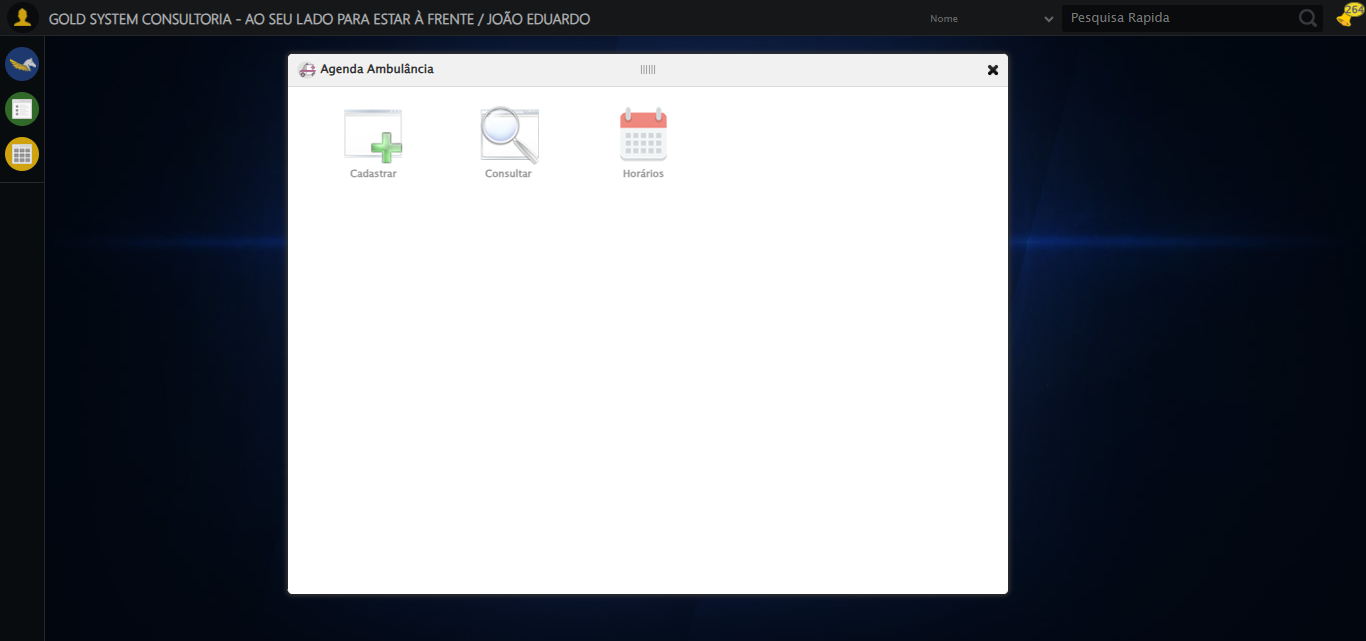 GOLD SYSTEM CONSULTORIA - AO SEU LADO PARA ESTAR À FRENTE / JOÃO EDUARDO
Nome
Pesquisa Rapida
264
Agenda Ambulância
Cadastrar
Consultar
Horários